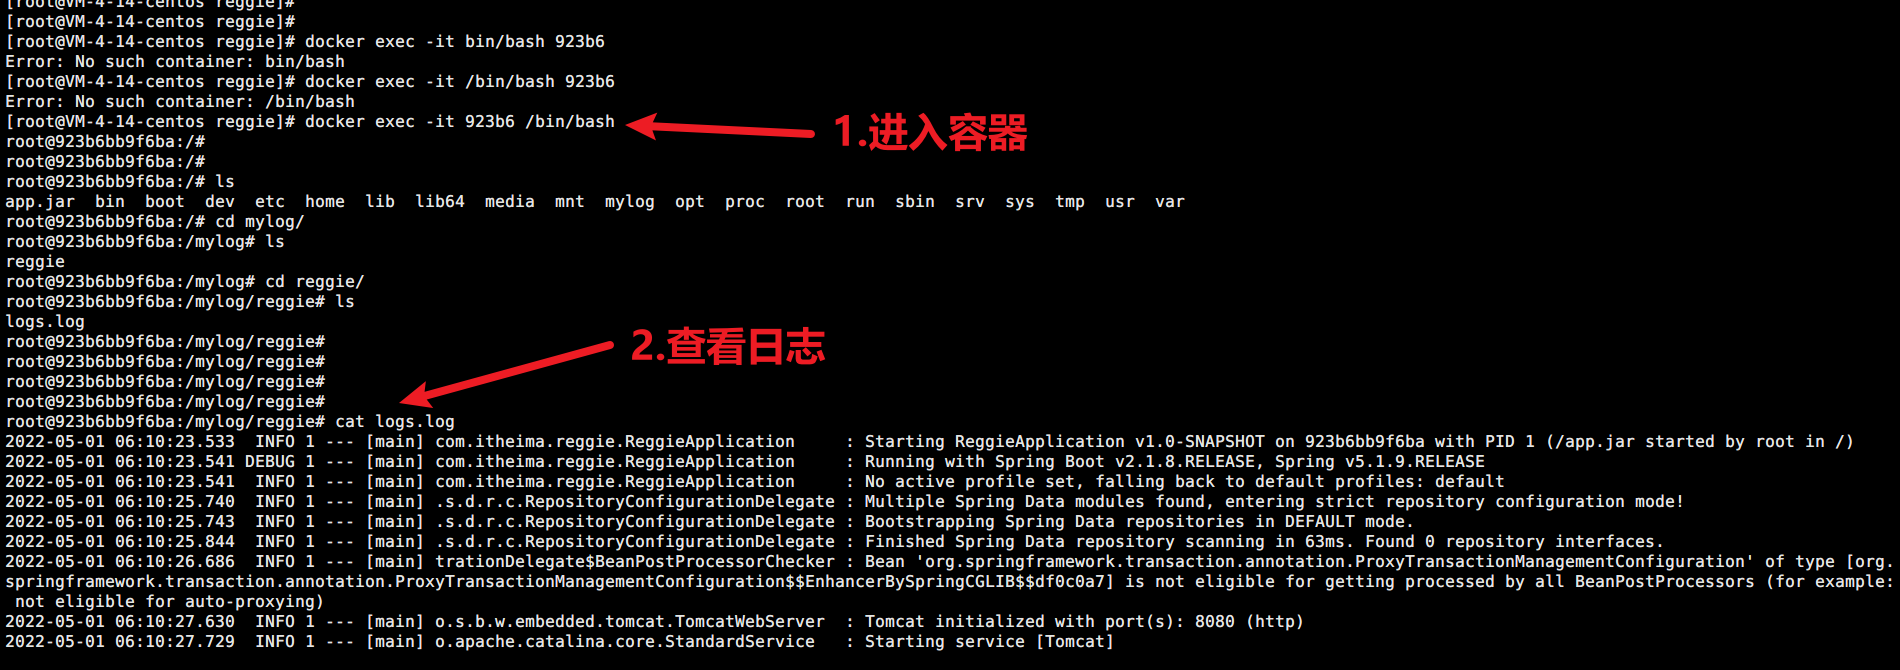 [root@VM-4-14-centos reggie]#
[root@VM-4-14-centos reggie]#
[root@VM-4-14-centos reggie]# docker exec -it bin/bash 923b6
Error: No such container: bin/bash
[root@VM-4-14-centos reggie]# docker exec -it /bin/bash 923b6
Error: No such container: /bin/bash
[root@VM-4-14-centos reggie]# docker exec -it 923b6 /bin/bash
1.进入容器
root@923b6bb9f6ba:/#
root@923b6bb9f6ba:/#
root@923b6bb9f6ba:/# ls
app.jar  bin  boot  dev  etc  home  lib  lib64  media  mnt  mylog  opt  proc  root  run  sbin  srv  sys  tmp  usr  var
root@923b6bb9f6ba:/# cd mylog/
root@923b6bb9f6ba:/mylog# ls
reggie
root@923b6bb9f6ba:/mylog# cd reggie/
root@923b6bb9f6ba:/mylog/reggie# ls
logs.log
root@923b6bb9f6ba:/mylog/reggie#
2.查看日志
root@923b6bb9f6ba:/mylog/reggie#
root@923b6bb9f6ba:/mylog/reggie#
root@923b6bb9f6ba:/mylog/reggie#
root@923b6bb9f6ba:/mylog/reggie# cat logs.log
2022-05-01 06:10:23.533  INFO 1 --- [main] com.itheima.reggie.ReggieApplication     : Starting ReggieApplication v1.0-SNAPSHOT on 923b6bb9f6ba with PID 1 (/app.jar started by root in /)
2022-05-01 06:10:23.541 DEBUG 1 --- [main] com.itheima.reggie.ReggieApplication     : Running with Spring Boot v2.1.8.RELEASE, Spring v5.1.9.RELEASE
2022-05-01 06:10:23.541  INFO 1 --- [main] com.itheima.reggie.ReggieApplication     : No active profile set, falling back to default profiles: default
2022-05-01 06:10:25.740  INFO 1 --- [main] .s.d.r.c.RepositoryConfigurationDelegate : Multiple Spring Data modules found, entering strict repository configuration mode!
2022-05-01 06:10:25.743  INFO 1 --- [main] .s.d.r.c.RepositoryConfigurationDelegate : Bootstrapping Spring Data repositories in DEFAULT mode.
2022-05-01 06:10:25.844  INFO 1 --- [main] .s.d.r.c.RepositoryConfigurationDelegate : Finished Spring Data repository scanning in 63ms. Found 0 repository interfaces.
2022-05-01 06:10:26.686  INFO 1 --- [main] trationDelegate$BeanPostProcessorChecker : Bean 'org.springframework.transaction.annotation.ProxyTransactionManagementConfiguration' of type [org.
springframework.transaction.annotation.ProxyTransactionManagementConfiguration$$EnhancerBySpringCGLIB$$df0c0a7] is not eligible for getting processed by all BeanPostProcessors (for example:
not eligible for auto-proxying)
2022-05-01 06:10:27.630  INFO 1 --- [main] o.s.b.w.embedded.tomcat.TomcatWebServer  : Tomcat initialized with port(s): 8080 (http)
2022-05-01 06:10:27.729  INFO 1 --- [main] o.apache.catalina.core.StandardService   : Starting service [Tomcat]